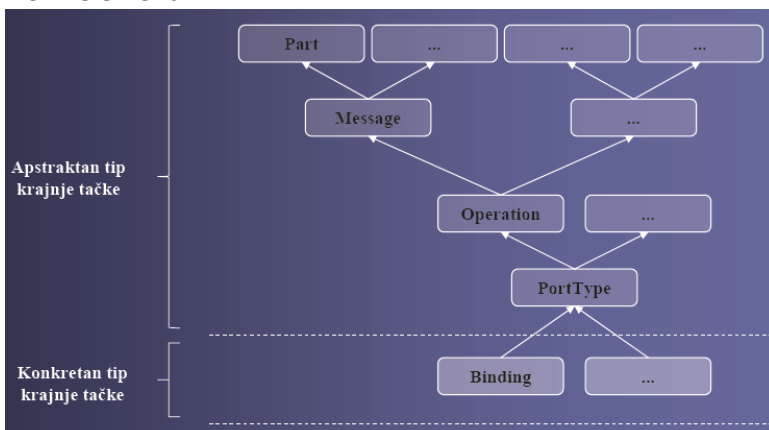 Part
...
...
...
Message
...
Apstraktan tip
krajnje tačke
Operation
...
PortType
Konkretan tip
krajnje tačke
Binding
...